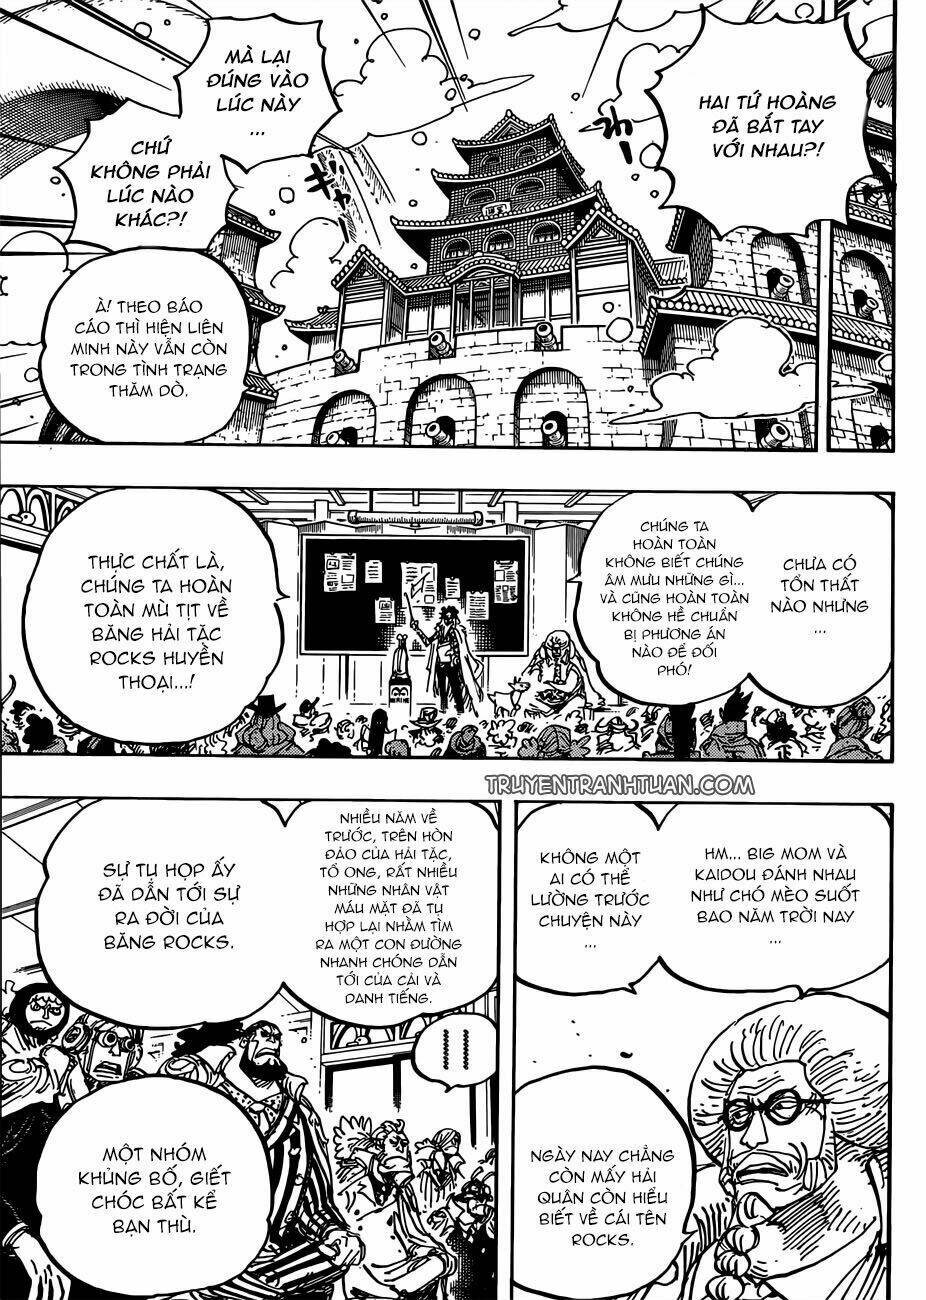 HAI TỨ HOÀNG
ĐÃ BẮT TAY
VỚI NHAU?!
MÀ LẠI
ĐÚNG VÀO
LÚC NÀY
...
CHỨ
KHÔNG PHẢI
LÚC NÀO
KHÁC?!
À! THEO BÁO
CÁO THÌ HIỆN LIÊN
MINH NÀY VẪN CÒN
TRONG TÌNH TRẠNG
THĂM DÒ.
CHƯA CÓ
TỔN THẤT
NÀO NHƯNG
...
CHÚNG TA
HOÀN TOÀN
KHÔNG BIẾT CHÚNG
ÂM MƯU NHỮNG GÌ...
VÀ CŨNG HOÀN TOÀN
KHÔNG HỀ CHUẨN
BỊ PHƯƠNG ÁN
NÀO ĐỂ ĐỐI
PHÓ!
THỰC CHẤT LÀ,
CHÚNG TA HOÀN
TOÀN MÙ TỊT VỀ
BĂNG HẢI TẶC
ROCKS HUYỀN
THOẠI...!
TRUYENTRANHTUAN.COM
HM... BIG MOM VÀ
KAIDOU ĐÁNH NHAU
NHƯ CHÓ MÈO SUỐT
BAO NĂM TRỜI NAY
...
KHÔNG MỘT
AI CÓ THỂ
LƯỜNG TRƯỚC
CHUYỆN NÀY
...
NGÀY NAY CHẲNG
CÒN MẤY HẢI
QUÂN CÒN HIỂU
BIẾT VỀ CÁI TÊN
ROCKS.
NHIỀU NĂM VỀ
TRƯỚC, TRÊN HÒN
ĐẢO CỦA HẢI TẶC,
TỔ ONG, RẤT NHIỀU
NHỮNG NHÂN VẬT
MÁU MẶT ĐÃ TỤ
HỢP LẠI NHẰM TÌM
RA MỘT CON ĐƯỜNG
NHANH CHÓNG DẪN
TỚI CỦA CẢI VÀ
DANH TIẾNG.
SỰ TỤ HỌP ẤY
ĐÃ DẪN TỚI SỰ
RA ĐỜI CỦA
BĂNG ROCKS.
MỘT NHÓM
KHỦNG BỐ, GIẾT
CHÓC BẤT KỂ
BẠN THÙ.